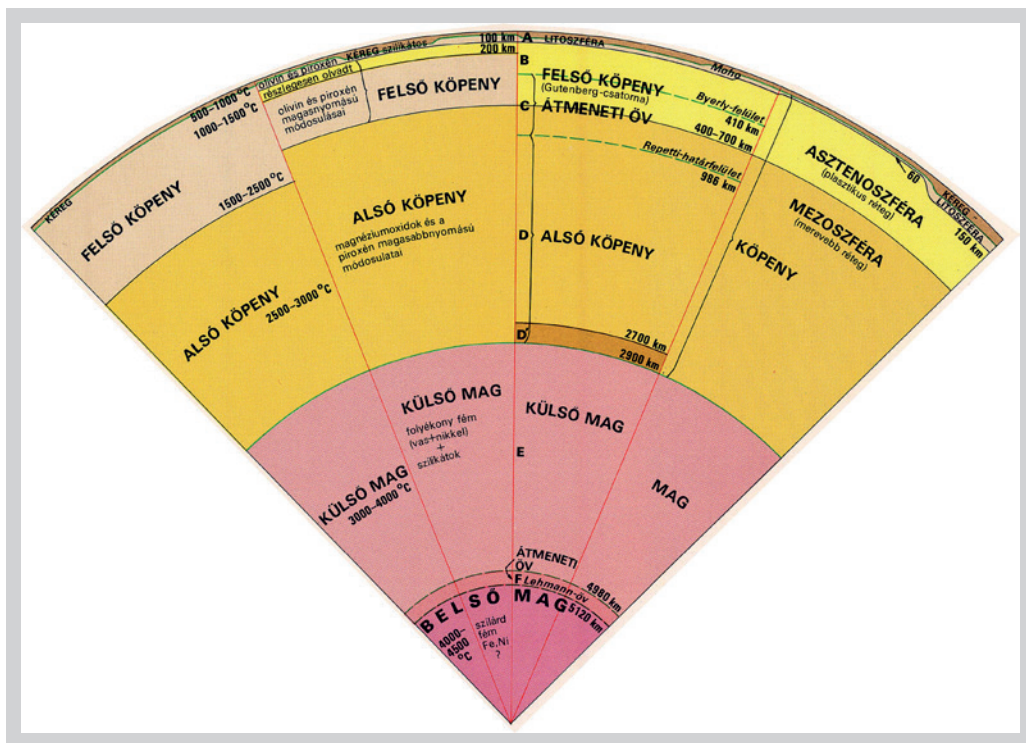 KÉREG
500–1000 °C
1000–1500 °C
FELSŐ KÖPENY
1500–2500 °C
ALSÓ KÖPENY
2500–3000 °C
KÜLSŐ MAG
3000–4000 °C
BELSŐ MAG
4000–
4500
°C
KÉREG szilikátos
olivin és piroxén
részlegesen olvadt
olivin és piroxén
magasnyomású
módosulásai
FELSŐ KÖPENY
ALSÓ KÖPENY
magnéziumoxidok és a
piroxén magasabbnyomású
módosulatai
KÜLSŐ MAG
folyékony fém
(vas+nikkel)
+
szilikátok
szilárd
fém
Fe,Ni
?
100 km
200 km
A LITOSZFÉRA
Moho
B
FELSŐ KÖPENY
(Gutenberg-csatorna)
Byerly-felület
410 km
C ÁTMENETI ÖV
400–700 km
Repetti-határfelület
986 km
D ALSÓ KÖPENY
2700 km
D'
2900 km
KÜLSŐ MAG
E
ÁTMENETI
ÖV
F Lehmann-öv
4980 km
5120 km
ASZTENOSZFÉRA
(plasztikus réteg)
60
KÉREG
LITOSZFÉRA
150 km
MEZOSZFÉRA
(merevebb réteg)
KÖPENY
MAG